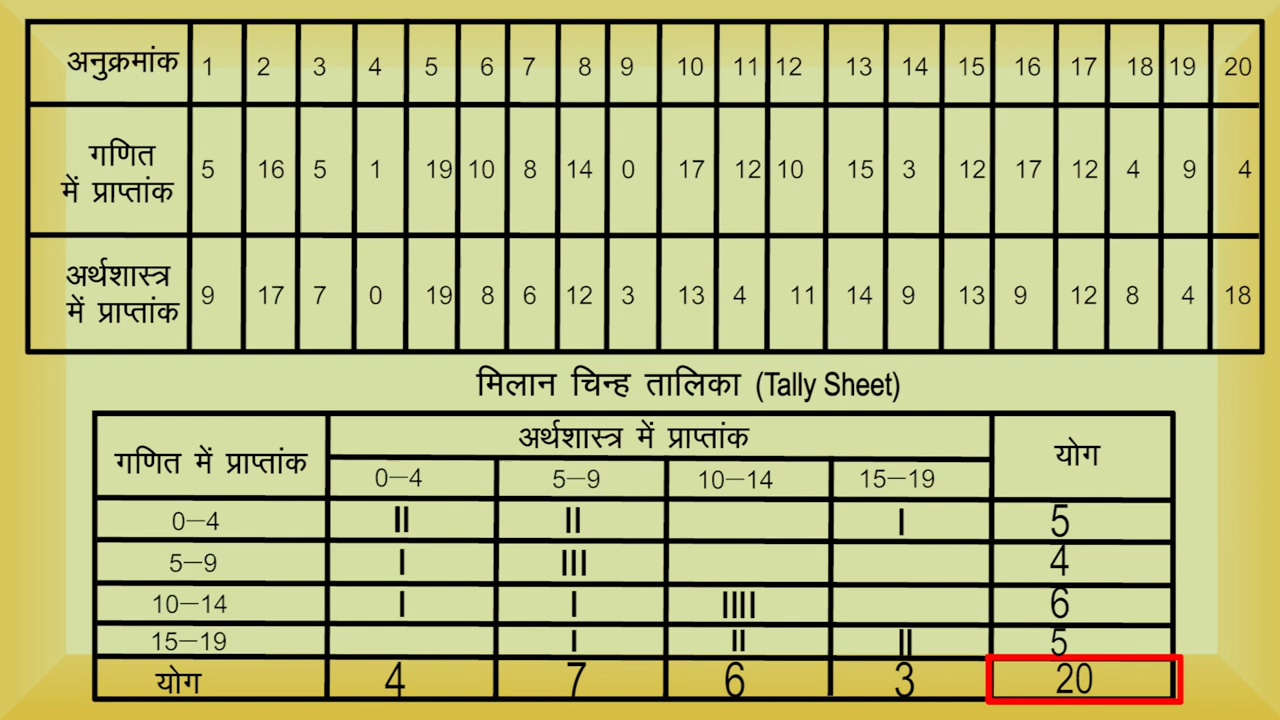 अनुक्रमांक 1 2 3 4 5 6 7 8 9 10 11 12 13 14 15 16 17 18 19 20
गणित
में प्राप्तांक 5 16 5 1 19 10 8 14 0 17 12 10 15 3 12 17 12 4 9 4
अर्थशास्त्र
में प्राप्तांक 9 17 7 0 19 8 6 12 3 13 4 11 14 9 13 9 12 8 4 18
मिलान चिन्ह तालिका (Tally Sheet)
गणित में प्राप्तांक अर्थशास्त्र में प्राप्तांक योग
0–4 5–9 10–14 15–19
0–4 II II I 5
5–9 I III 4
10–14 I I IIII 6
15–19 I II II 5
योग 4 7 6 3 20